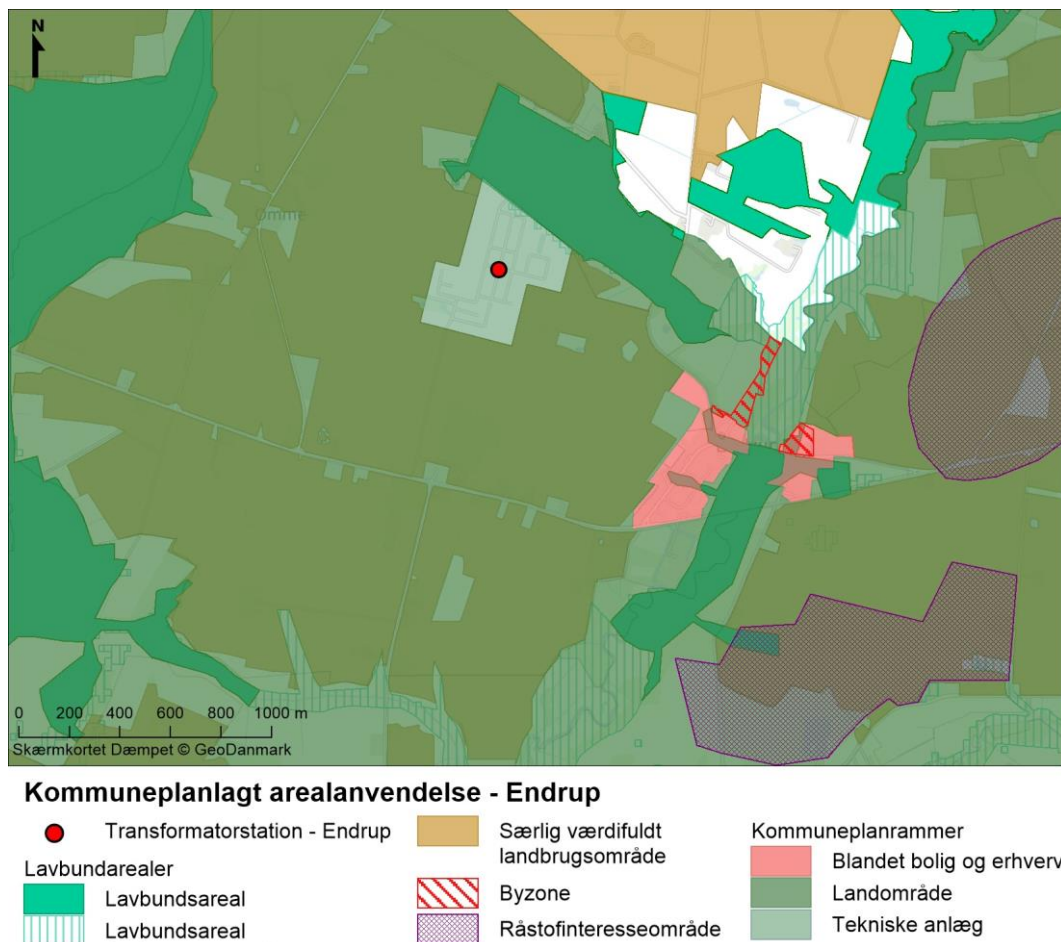 N
Omme
0 200 400 600 800 1000 m
Skærmkortet Dæmpet © GeoDanmark
Kommuneplanlagt arealanvendelse - Endrup
Transformatorstation - Endrup
Lavbundarealer
Lavbundsareal
Lavbundsareal
Særlig værdifuldt
landbrugsområde
Byzone
Råstofinteresseområde
Kommuneplanrammer
Blandet bolig og erhverv
Landområde
Tekniske anlæg